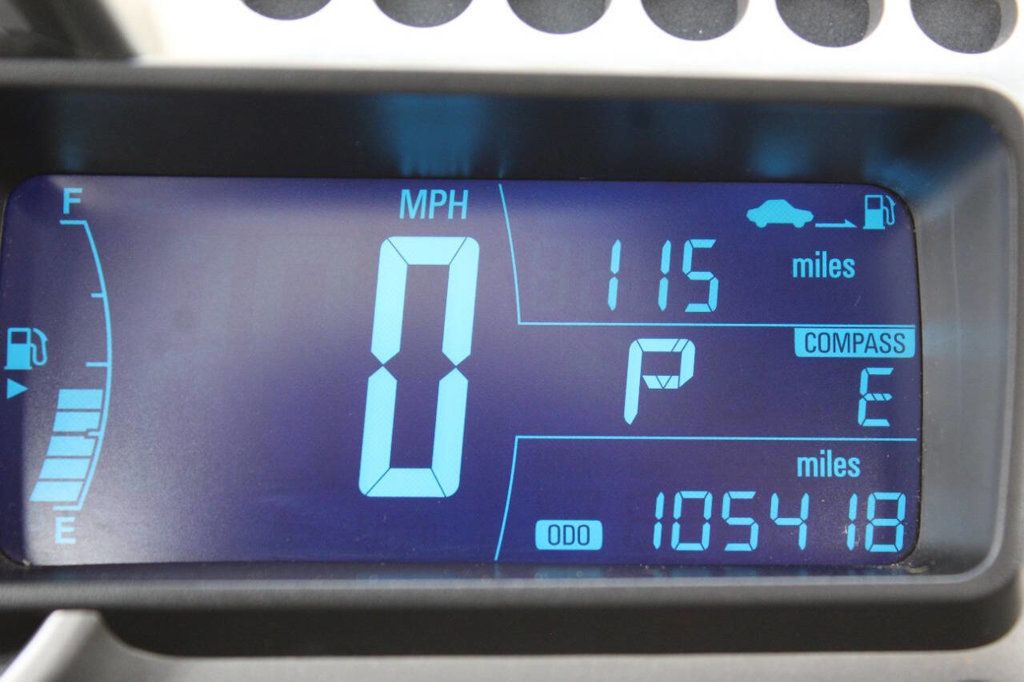 F
MPH
0
115
miles
COMPASS
P
E
miles
E
ODO
105418